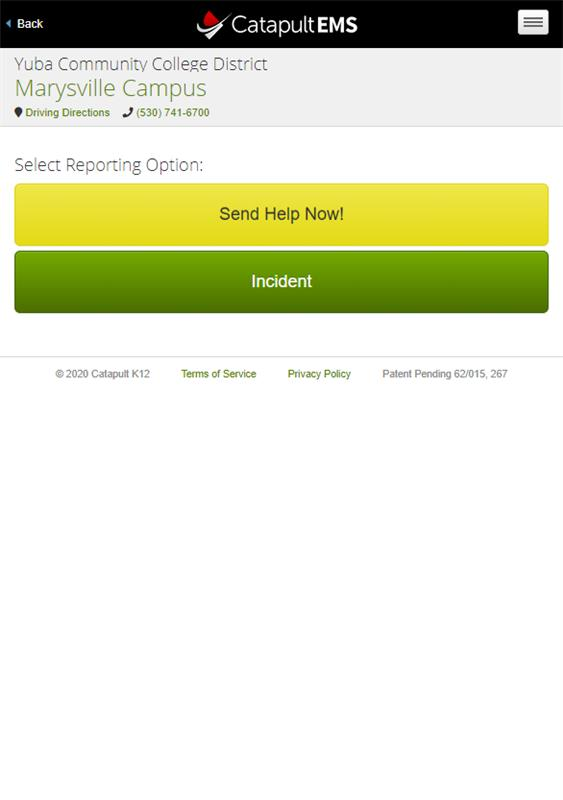 Back
CatapultEMS
Yuba Community College District
Marysville Campus
Driving Directions (530) 741-6700
Select Reporting Option:
Send Help Now!
Incident
© 2020 Catapult K12 Terms of Service Privacy Policy Patent Pending 62/015, 267